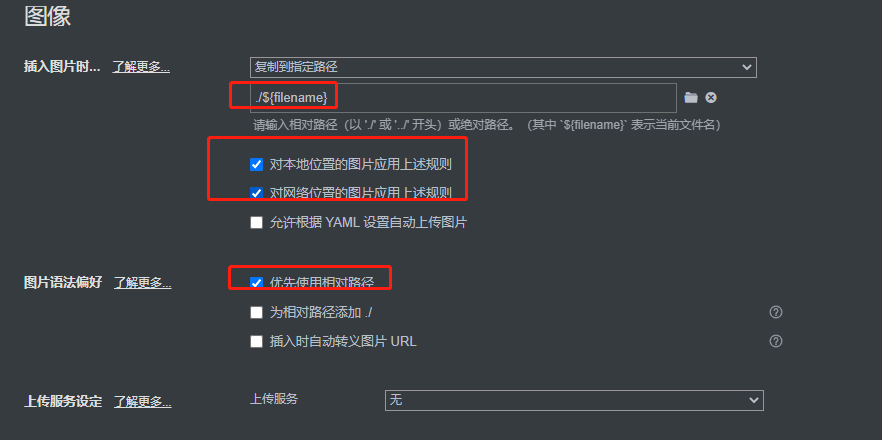 图像
插入图片时... 了解更多... 复制到指定路径
./${filename}
请输入相对路径（以 './' 或 '../' 开头）或绝对路径。（其中 `${filename}` 表示当前文件名）
对本地位置的图片应用上述规则
对网络位置的图片应用上述规则
允许根据 YAML 设置自动上传图片
图片语法偏好 了解更多... 优先使用相对路径
为相对路径添加 ./
插入时自动转义图片 URL
上传服务设定 了解更多... 上传服务 无